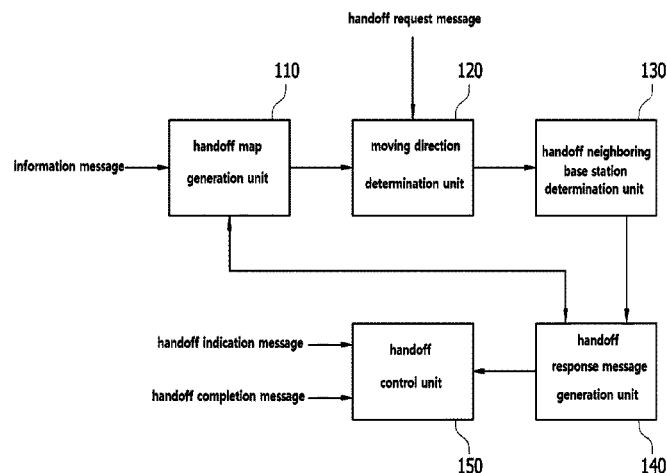 handoff request message
110
120
130
information message
handoff map
generation unit
moving direction
determination unit
handoff neighboring
base station
determination unit
handoff indication message
handoff completion message
handoff
control unit
handoff
response message
generation unit
150
140